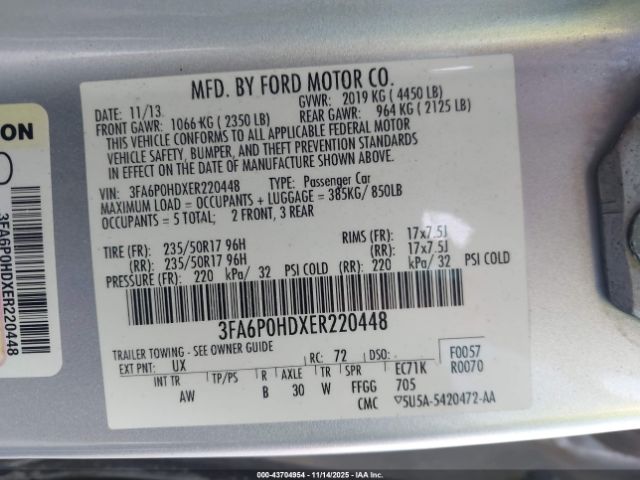 MFD. BY FORD MOTOR CO.
DATE: 11/13 GVWR: 2019 KG ( 4450 LB)
FRONT GAWR: 1066 KG ( 2350 LB) REAR GAWR: 964 KG ( 2125 LB)
THIS VEHICLE CONFORMS TO ALL APPLICABLE FEDERAL MOTOR
VEHICLE SAFETY, BUMPER, AND THEFT PREVENTION STANDARDS
IN EFFECT ON THE DATE OF MANUFACTURE SHOWN ABOVE.
VIN: 3FA6P0HDXER220448 TYPE: Passenger Car
MAXIMUM LOAD = OCCUPANTS + LUGGAGE = 385KG/ 850LB
OCCUPANTS = 5 TOTAL; 2 FRONT, 3 REAR
TIRE (FR): 235/50R17 96H RIMS (FR): 17x7.5J
(RR): 235/50R17 96H (RR): 17x7.5J
PRESSURE (FR): 220 kPa/ 32 PSI COLD (RR): 220 kPa/ 32 PSI COLD
3FA6P0HDXER220448
TRAILER TOWING - SEE OWNER GUIDE
EXT PNT: UX RC: 72 DSO: F0057
INT TR TP/PS R AXLE TR SPR EC71K R0070
AW B 30 W FFGG 705
CMC 5U5A-5420472-AA
ON
3FA6P0HDXER220448
000-43704954 - 11/14/2025 - IAAI.COM